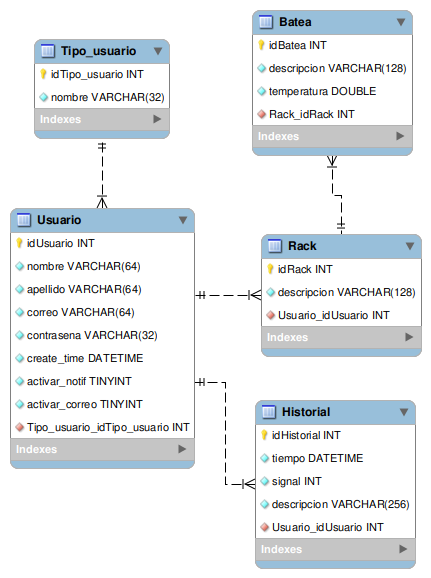 Tipo_usuario
idTipo_usuario INT
nombre VARCHAR(32)
Indexes
Batea
idBatea INT
descripcion VARCHAR(128)
temperatura DOUBLE
Rack_idRack INT
Indexes
Usuario
idUsuario INT
nombre VARCHAR(64)
apellido VARCHAR(64)
correo VARCHAR(64)
contrasena VARCHAR(32)
create_time DATETIME
activar_notif TINYINT
activar_correo TINYINT
Tipo_usuario_idTipo_usuario INT
Indexes
Rack
idRack INT
descripcion VARCHAR(128)
Usuario_idUsuario INT
Indexes
Historial
idHistorial INT
tiempo DATETIME
signal INT
descripcion VARCHAR(256)
Usuario_idUsuario INT
Indexes